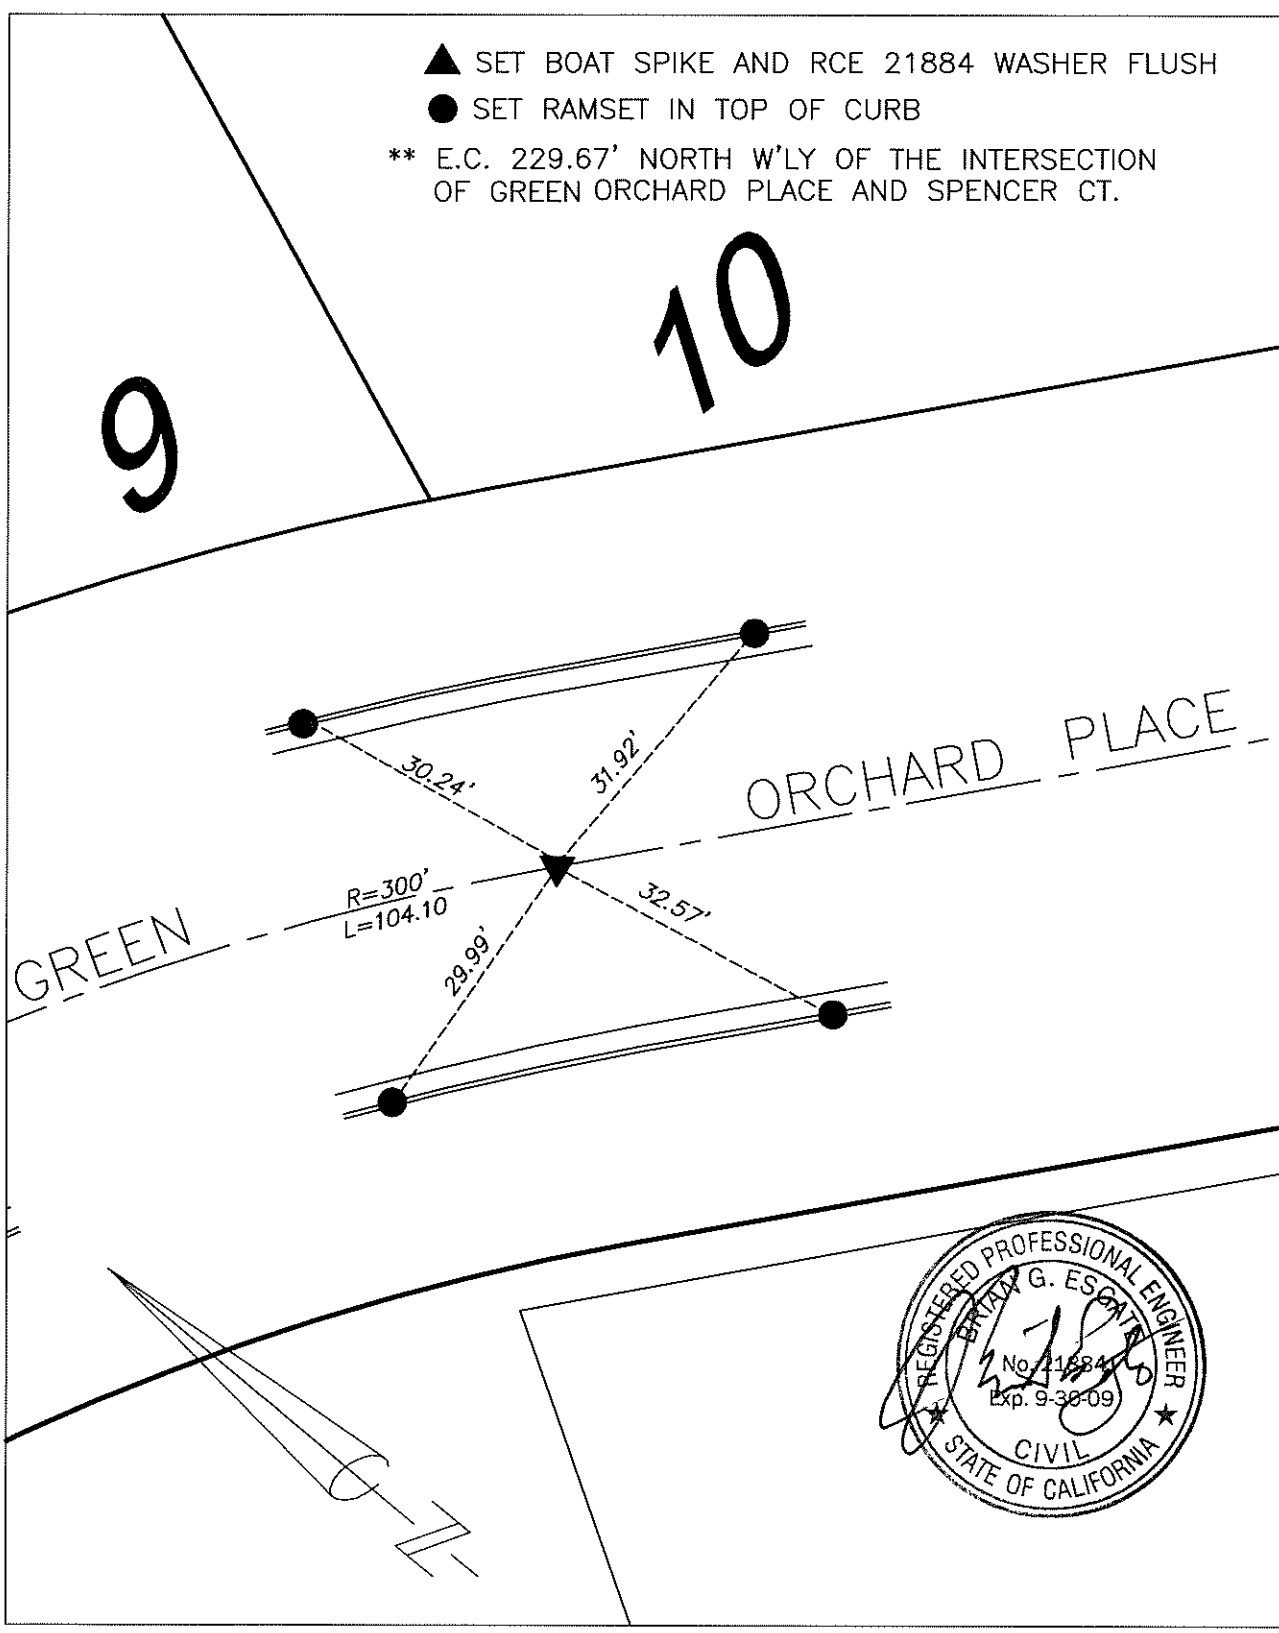 ▲ SET BOAT SPIKE AND RCE 21884 WASHER FLUSH
● SET RAMSET IN TOP OF CURB
** E.C. 229.67' NORTH W'LY OF THE INTERSECTION
OF GREEN ORCHARD PLACE AND SPENCER CT.
10
9
30.24'
31.92'
GREEN ORCHARD PLACE
R=300'
L=104.10
32.57'
29.99'
REGISTERED PROFESSIONAL ENGINEER
BRIAN G. ESGATE
No. 21884
Exp. 9-30-09
CIVIL
STATE OF CALIFORNIA